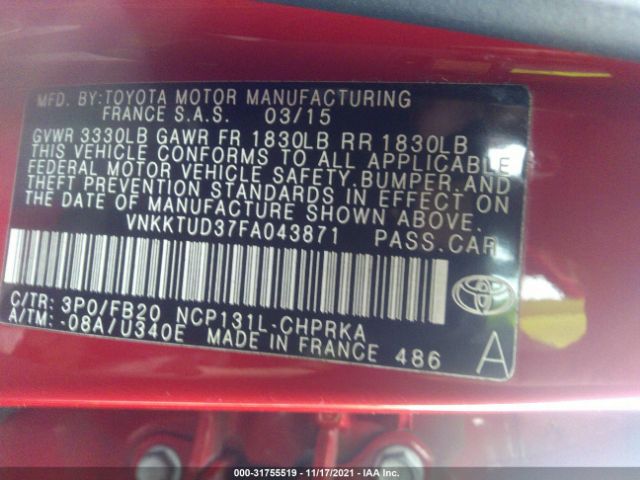 MFD. BY:TOYOTA MOTOR MANUFACTURING
FRANCE S.A.S. 03/15
GVWR 3330LB GAWR FR 1830LB RR 1830LB
THIS VEHICLE CONFORMS TO ALL APPLICABLE
FEDERAL MOTOR VEHICLE SAFETY,BUMPER,AND
THEFT PREVENTION STANDARDS IN EFFECT ON
THE DATE OF MANUFACTURE SHOWN ABOVE.
VNKKTUD37FA043871 PASS.CAR
C/TR: 3P0/FB20 NCP131L-CHPRKA
A/TM: -08A/U340E MADE IN FRANCE 486 A
000-31755519 - 11/17/2021 - IAA Inc.